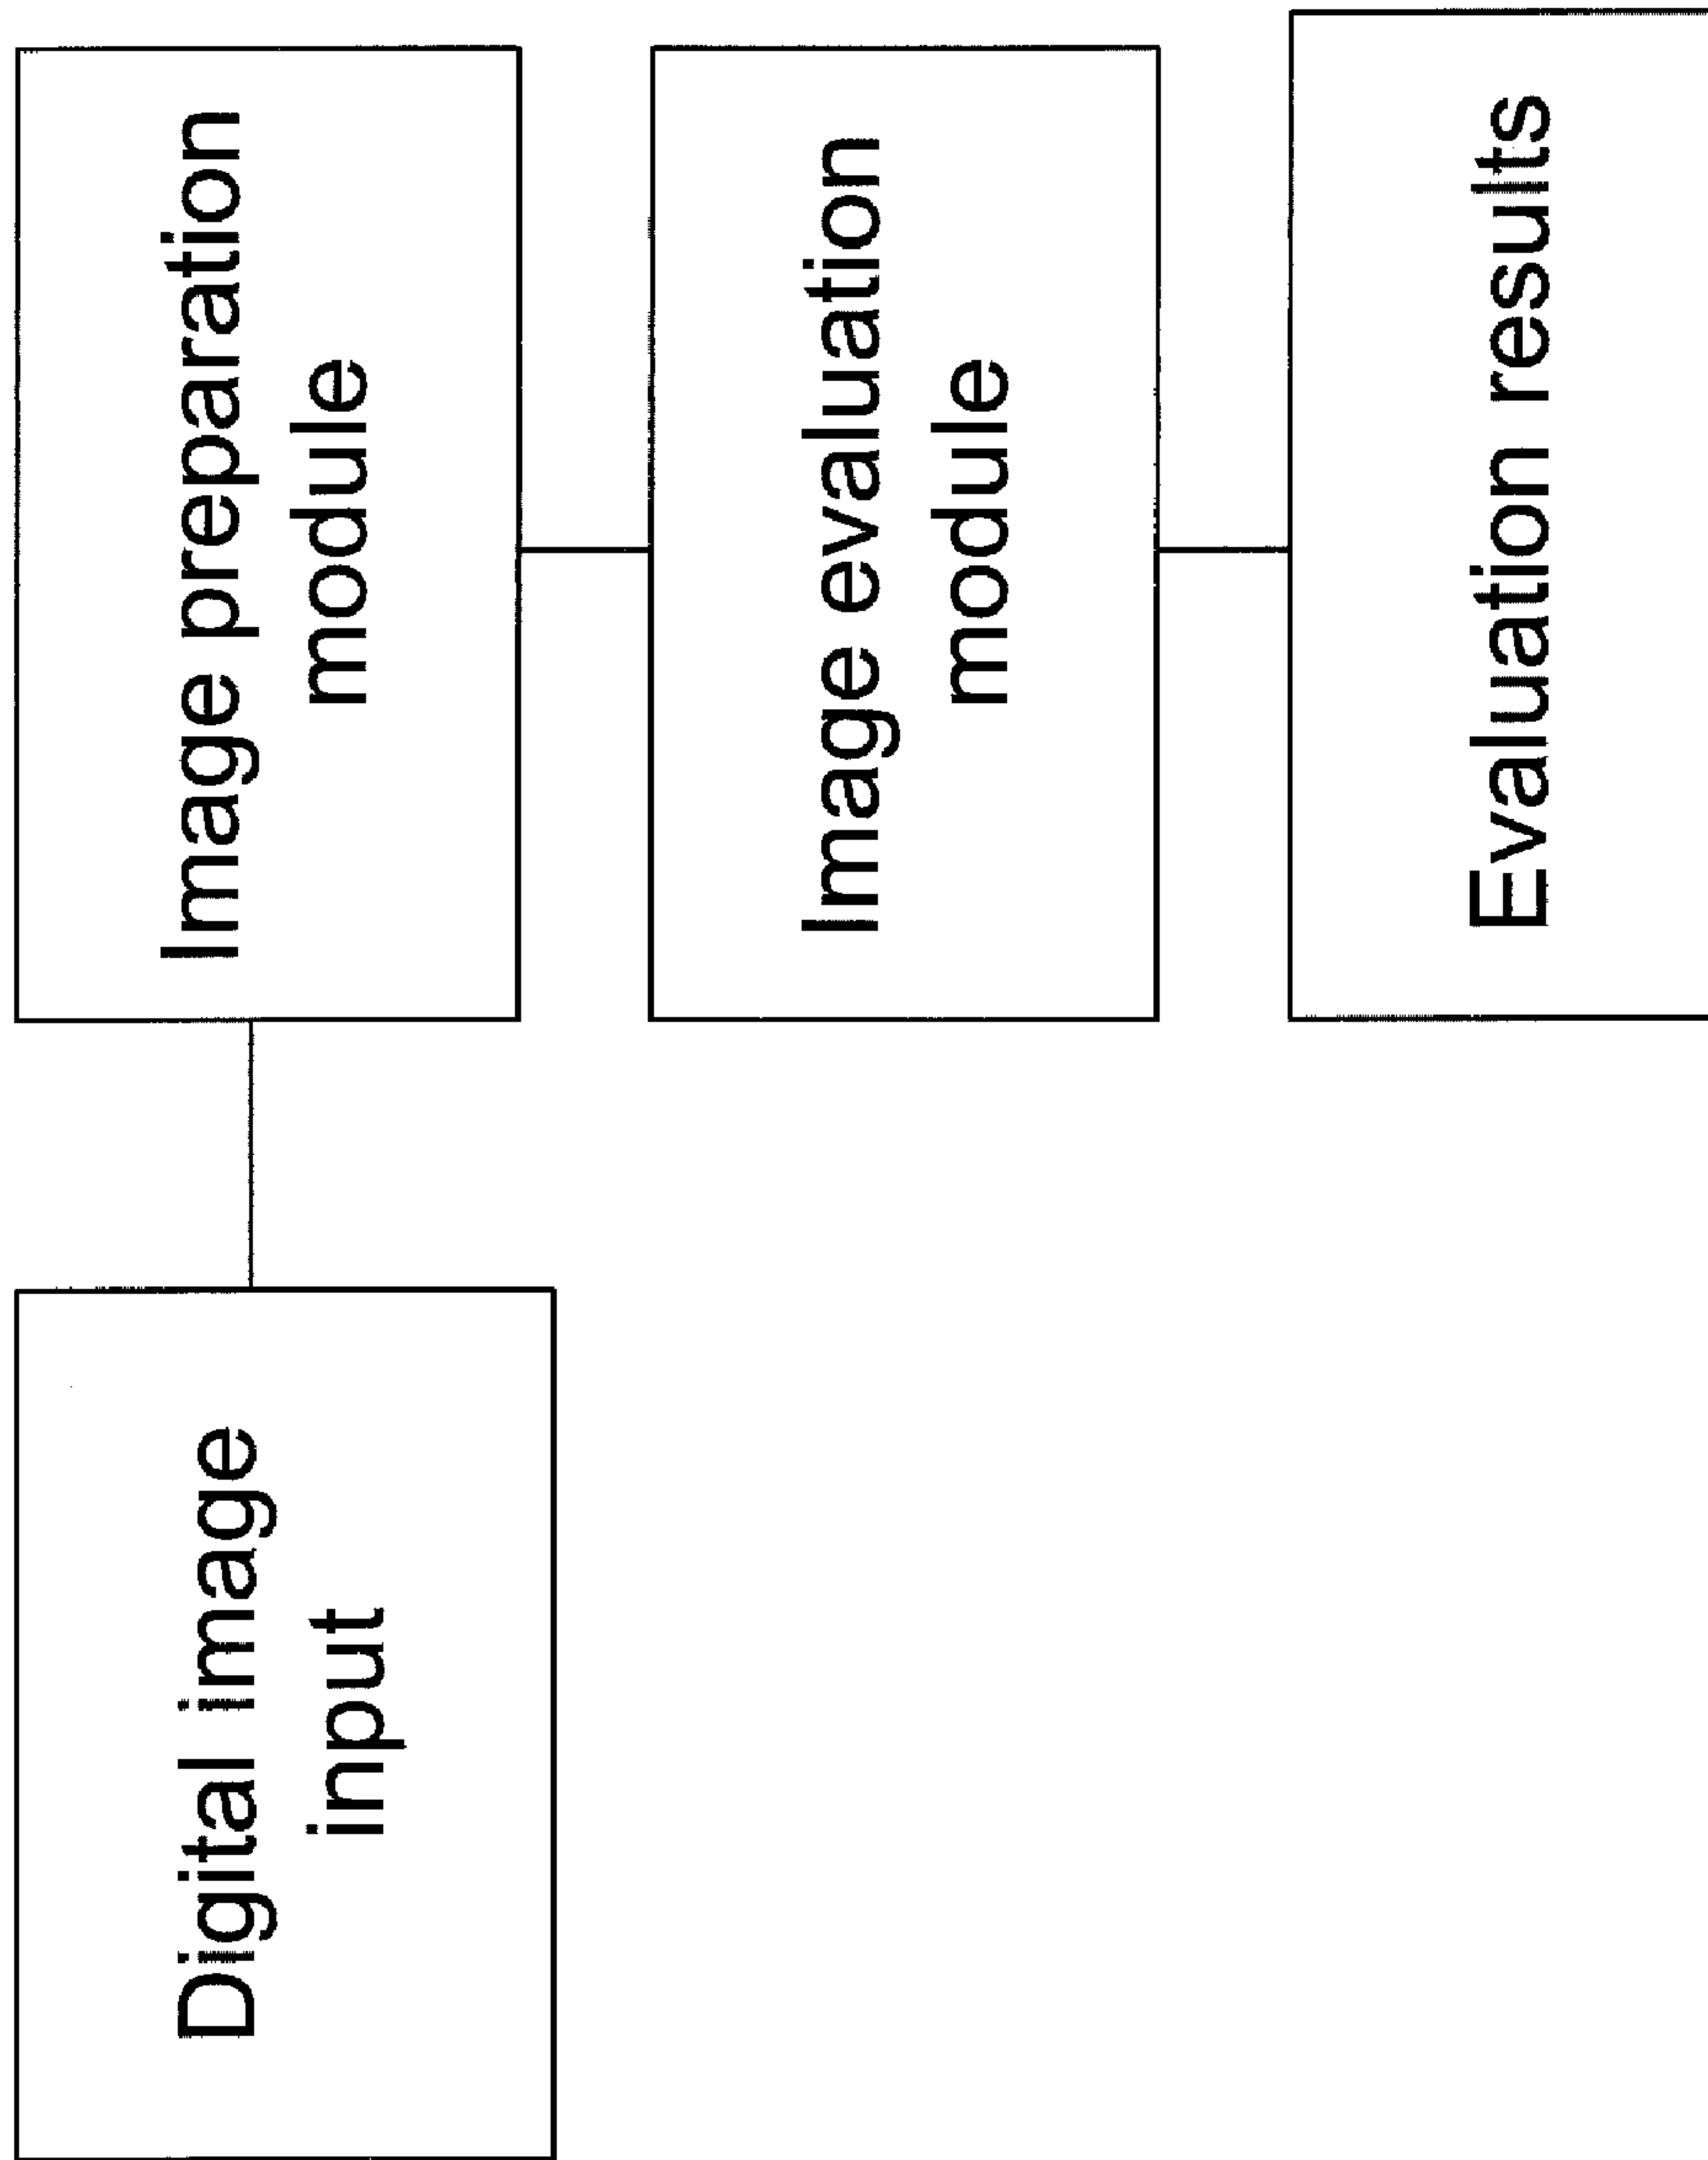 Digital image
input
Image preparation
module
Image evaluation
module
Evaluation results